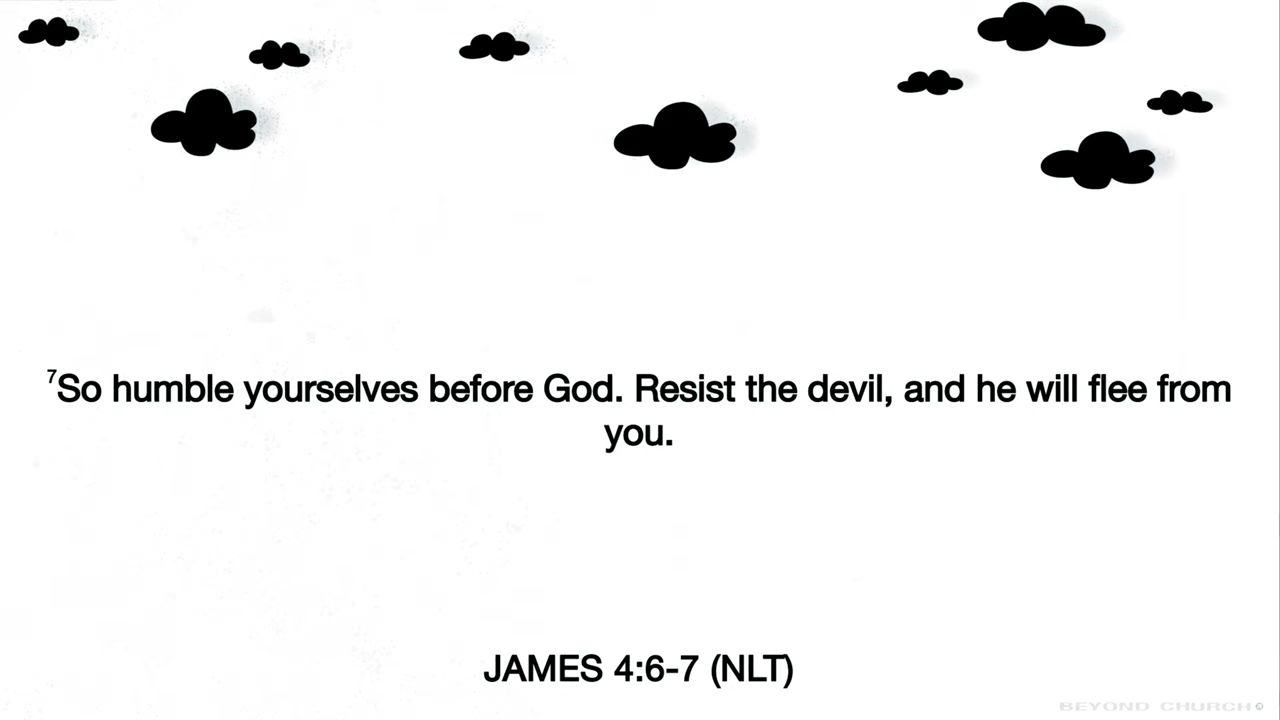 ⁷So humble yourselves before God. Resist the devil, and he will flee from
you.
JAMES 4:6-7 (NLT)
BEYOND CHURCH©